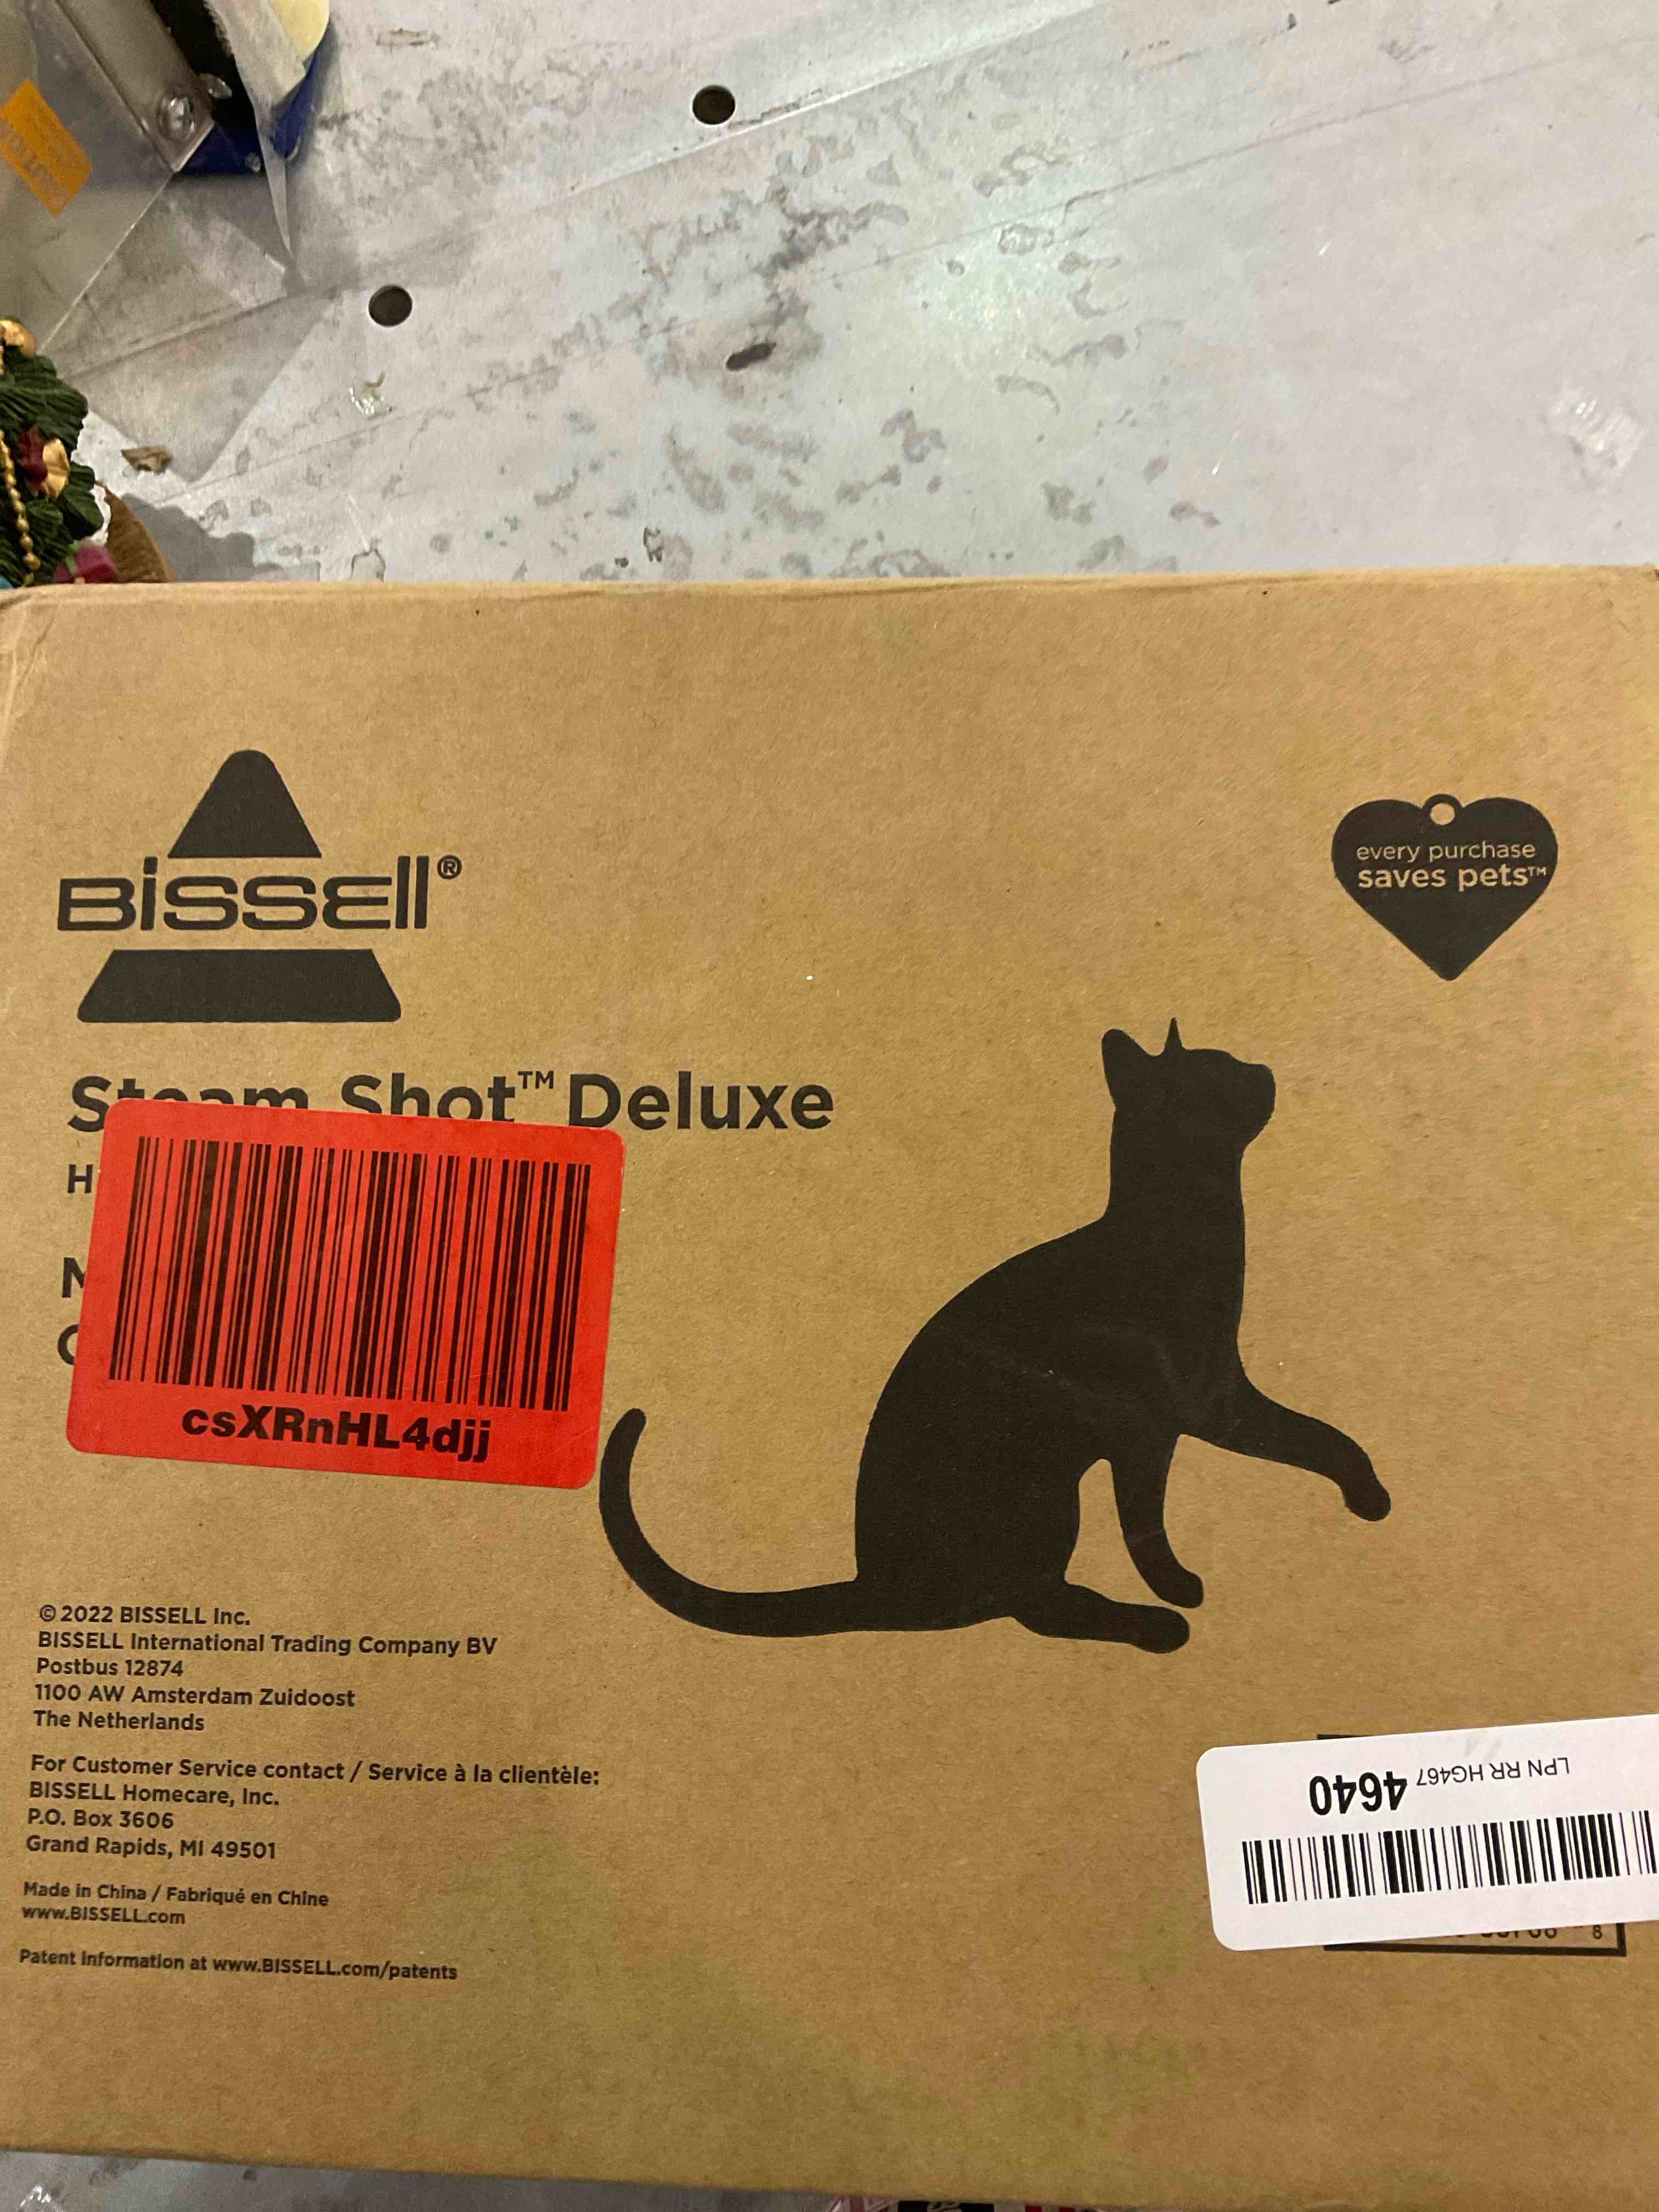 BISSELL®
every purchase
saves pets™
Steam Shot™ Deluxe
csXRnHL4djj
© 2022 BISSELL Inc.
BISSELL International Trading Company BV
Postbus 12874
1100 AW Amsterdam Zuidoost
The Netherlands
For Customer Service contact / Service à la clientèle:
BISSELL Homecare, Inc.
P.O. Box 3606
Grand Rapids, MI 49501
Made in China / Fabriqué en Chine
www.BISSELL.com
Patent information at www.BISSELL.com/patents
LPN RR HG467 4640
8